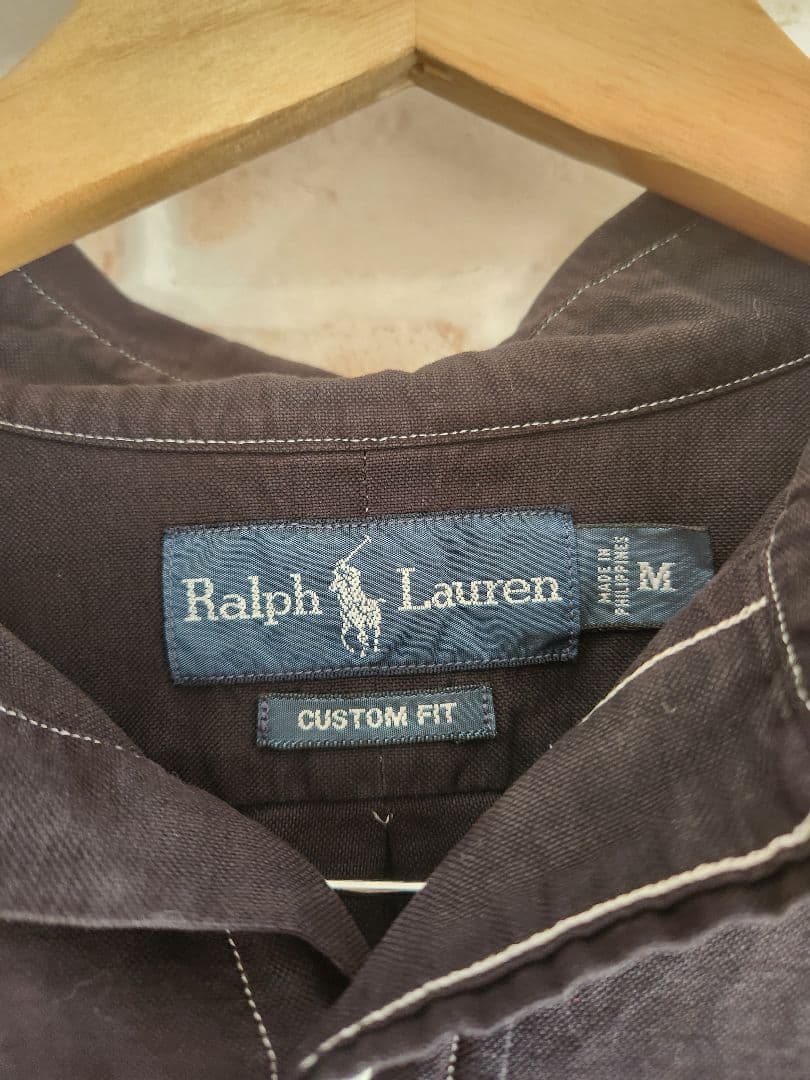 Ralph Lauren
MADE IN
PHILIPPINES
M
CUSTOM FIT